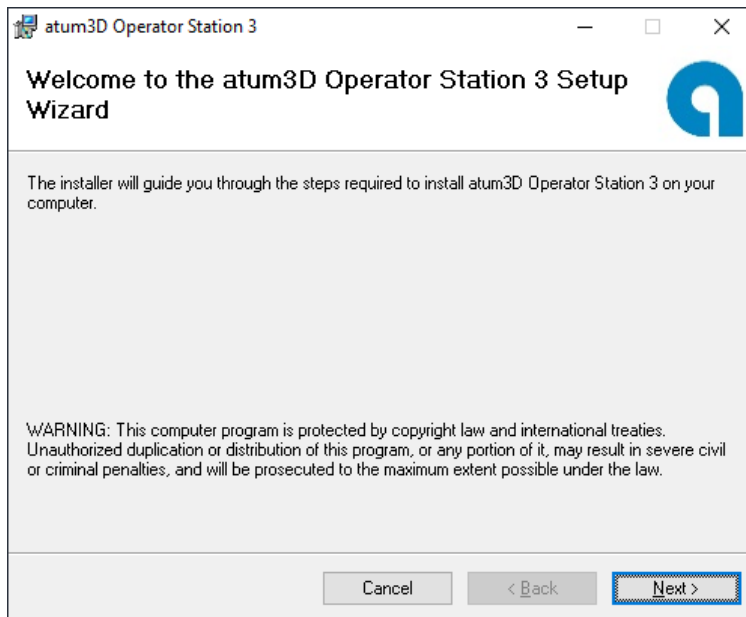 atum3D Operator Station 3
Welcome to the atum3D Operator Station 3 Setup
Wizard
The installer will guide you through the steps required to install atum3D Operator Station 3 on your
computer.
WARNING: This computer program is protected by copyright law and international treaties.
Unauthorized duplication or distribution of this program, or any portion of it, may result in severe civil
or criminal penalties, and will be prosecuted to the maximum extent possible under the law.
Cancel
< Back
Next >